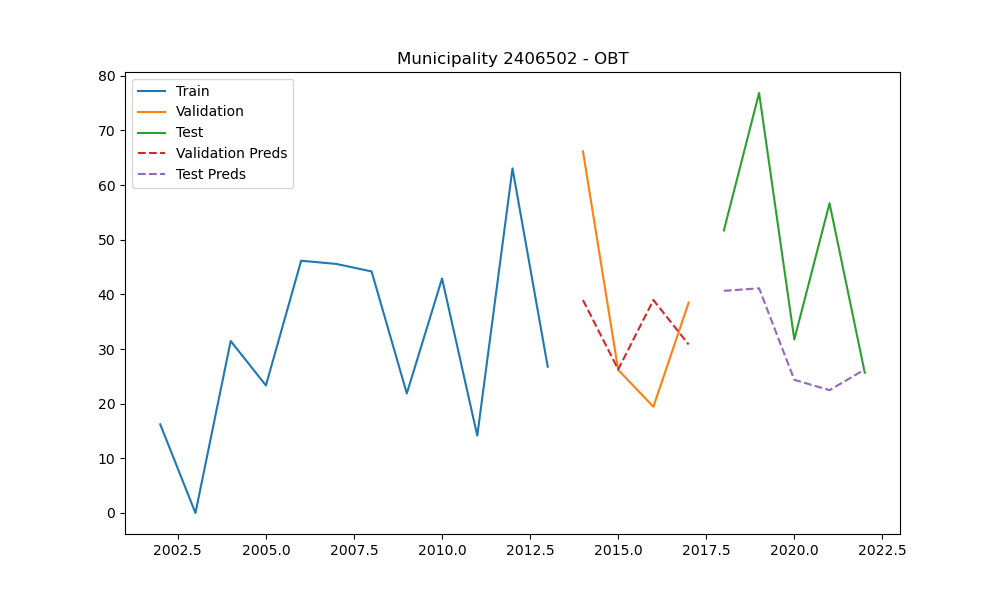 Municipality 2406502 - OBT
Train
Validation
Test
Validation Preds
Test Preds
80
70
60
50
40
30
20
10
0
2002.5 2005.0 2007.5 2010.0 2012.5 2015.0 2017.5 2020.0 2022.5